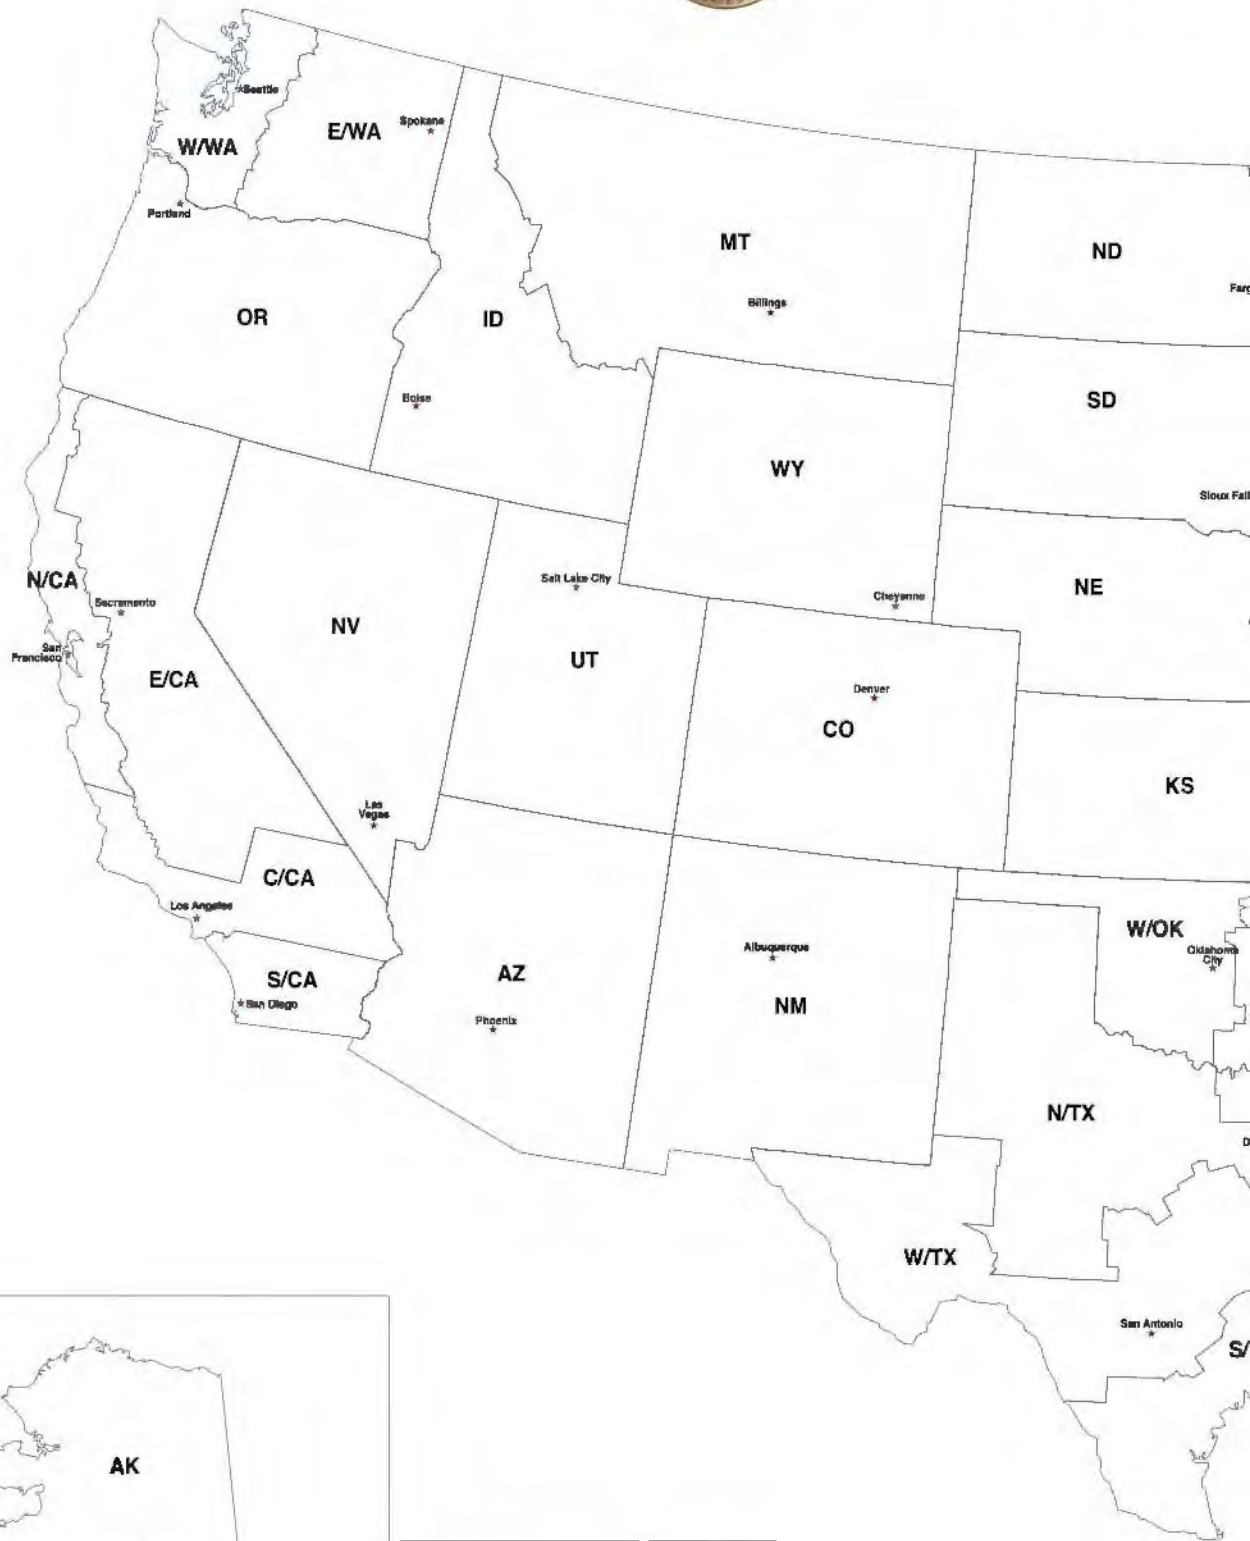 Seattle
W/WA
E/WA
Spokane
Portland
OR
ID
Boise
MT
Billings
ND
SD
Sioux
WY
Cheyenne
NE
N/CA
Sacramento
San
Francisco
E/CA
NV
Las
Vegas
Salt Lake City
UT
Denver
CO
KS
C/CA
Los Angeles
S/CA
San Diego
AZ
Phoenix
Albuquerque
NM
W/OK
Oklahoma
City
N/TX
W/TX
San Antonio
S/
AK